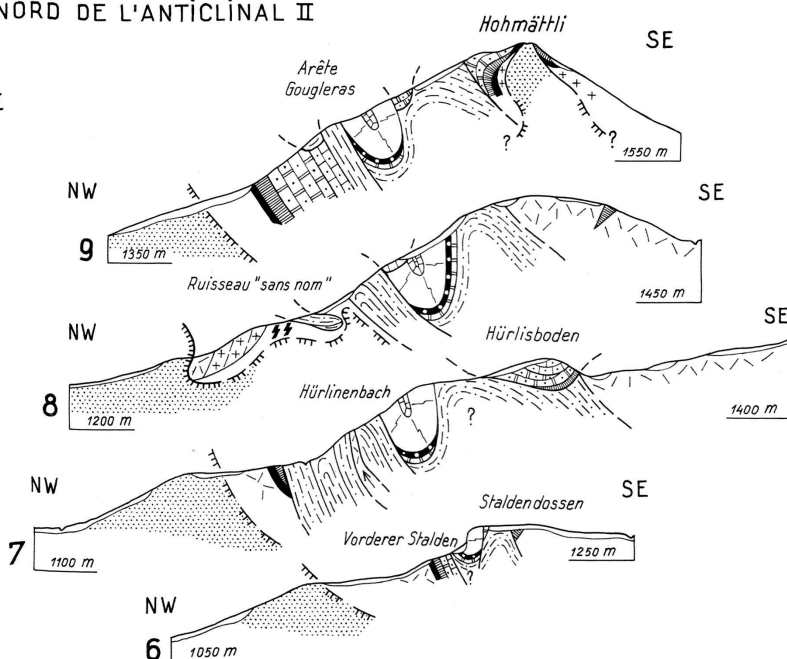 NORD DE L'ANTICLINAL II
Hohmättli
SE
Arête
Gougleras
?
?
1550 m
NW
SE
9
1350 m
Ruisseau "sans nom"
1450 m
NW
Hürlisboden
SE
8
1200 m
Hürlinenbach
?
1400 m
NW
Staldendossen
SE
Vorderer Stalden
7
1100 m
?
1250 m
NW
6
1050 m